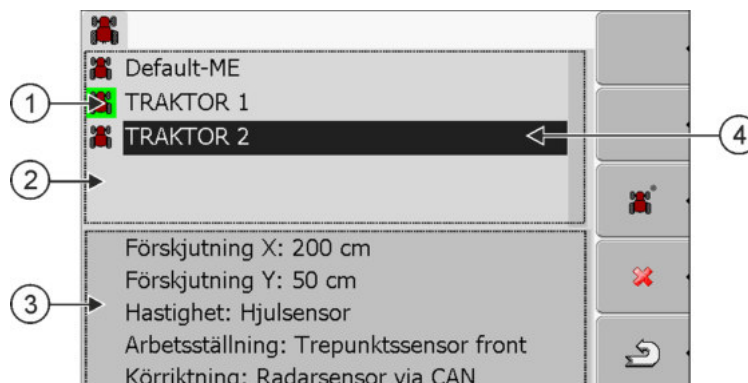 Default-ME
1
TRAKTOR 1
TRAKTOR 2
4
2
Förskjutning X: 200 cm
Förskjutning Y: 50 cm
3
Hastighet: Hjulsensor
Arbetsställning: Trepunktssensor front
Körriktning: Radarsensor via CAN